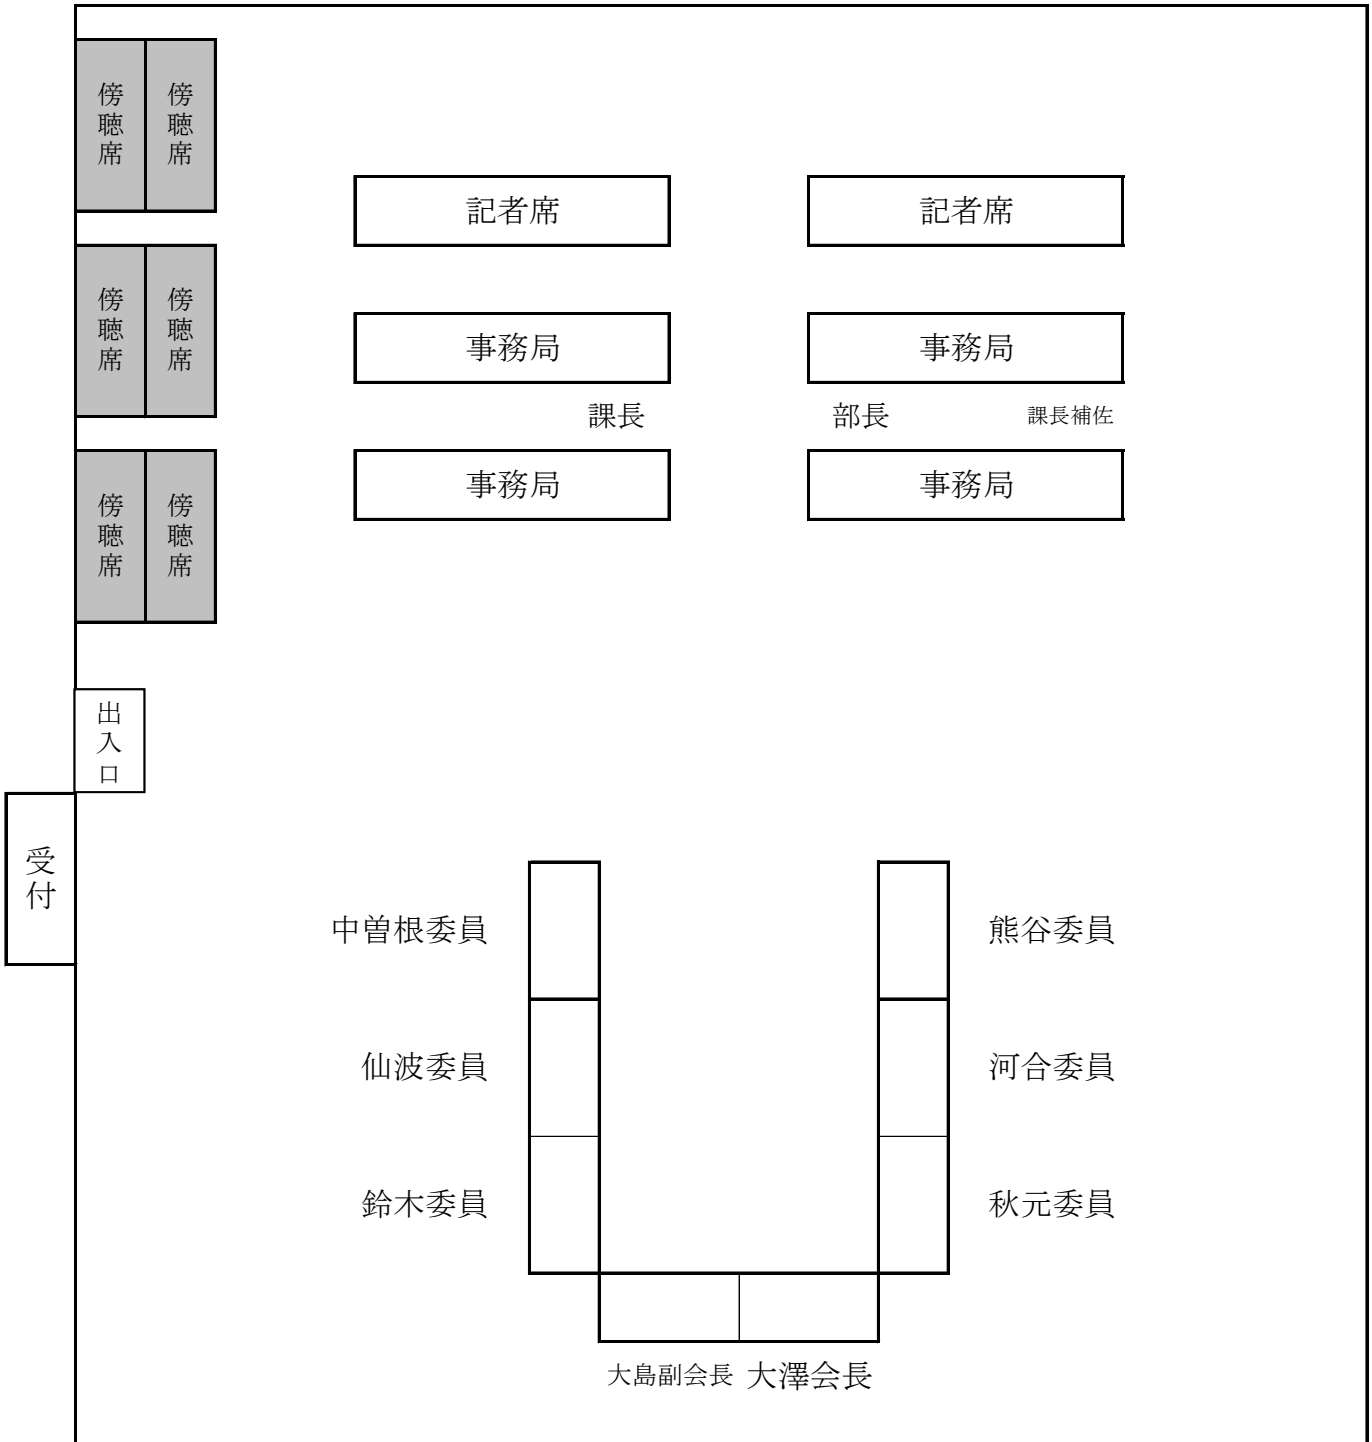 傍聴席
傍聴席
記者席
記者席
傍聴席
傍聴席
事務局
事務局
課長
部長
課長補佐
傍聴席
傍聴席
事務局
事務局
出入口
受付
中曽根委員
熊谷委員
仙波委員
河合委員
鈴木委員
秋元委員
大島副会長
大澤会長